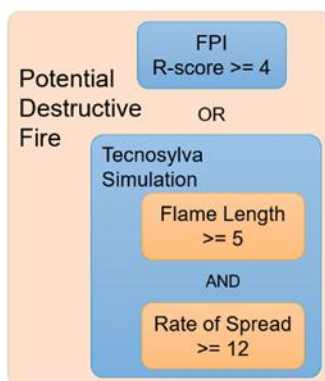 FPI
R-score >= 4
Potential
Destructive
Fire
OR
Tecnosylva
Simulation
Flame Length
>= 5
AND
Rate of Spread
>= 12